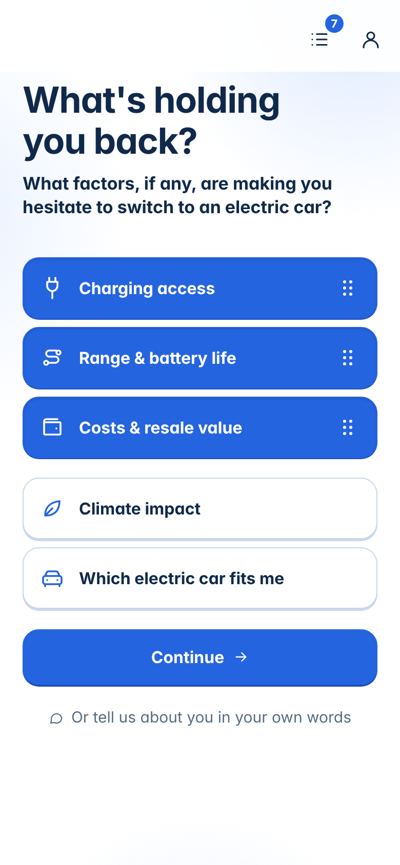 7
What's holding
you back?
What factors, if any, are making you
hesitate to switch to an electric car?
Charging access
Range & battery life
Costs & resale value
Climate impact
Which electric car fits me
Continue →
Or tell us about you in your own words